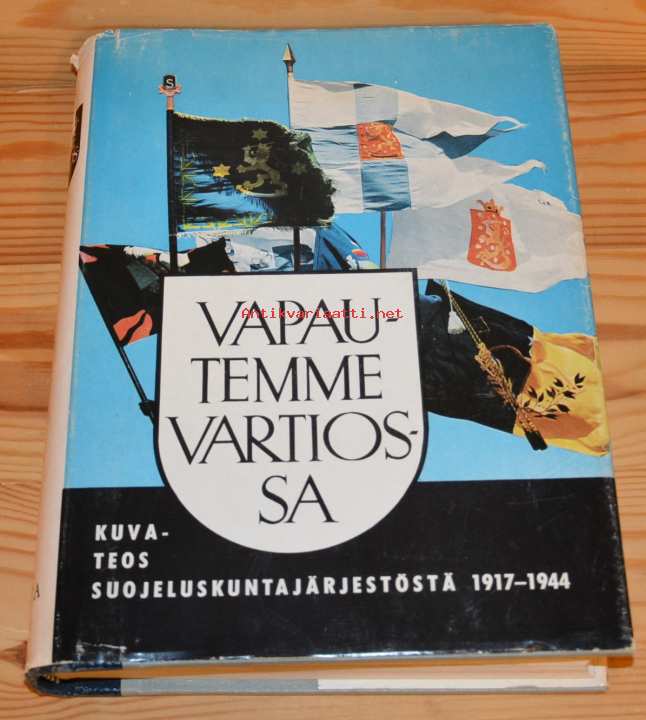 S
VAPAU-
Antikvariaatti.net
TEMME
VARTIOS-
SA
KUVA-
TEOS
SUOJELUSKUNTAJÄRJESTÖSTÄ 1917–1944
A